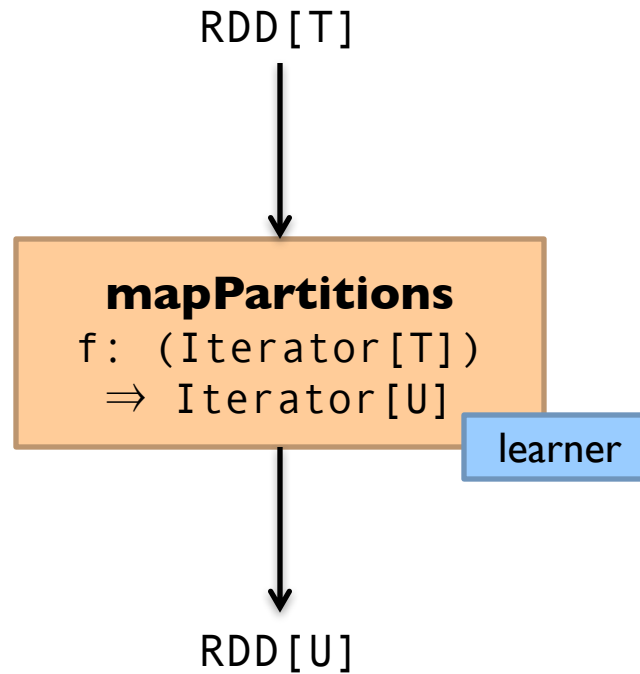 RDD[T]
mapPartitions
f: (Iterator[T])
⇒ Iterator[U]
learner
RDD[U]